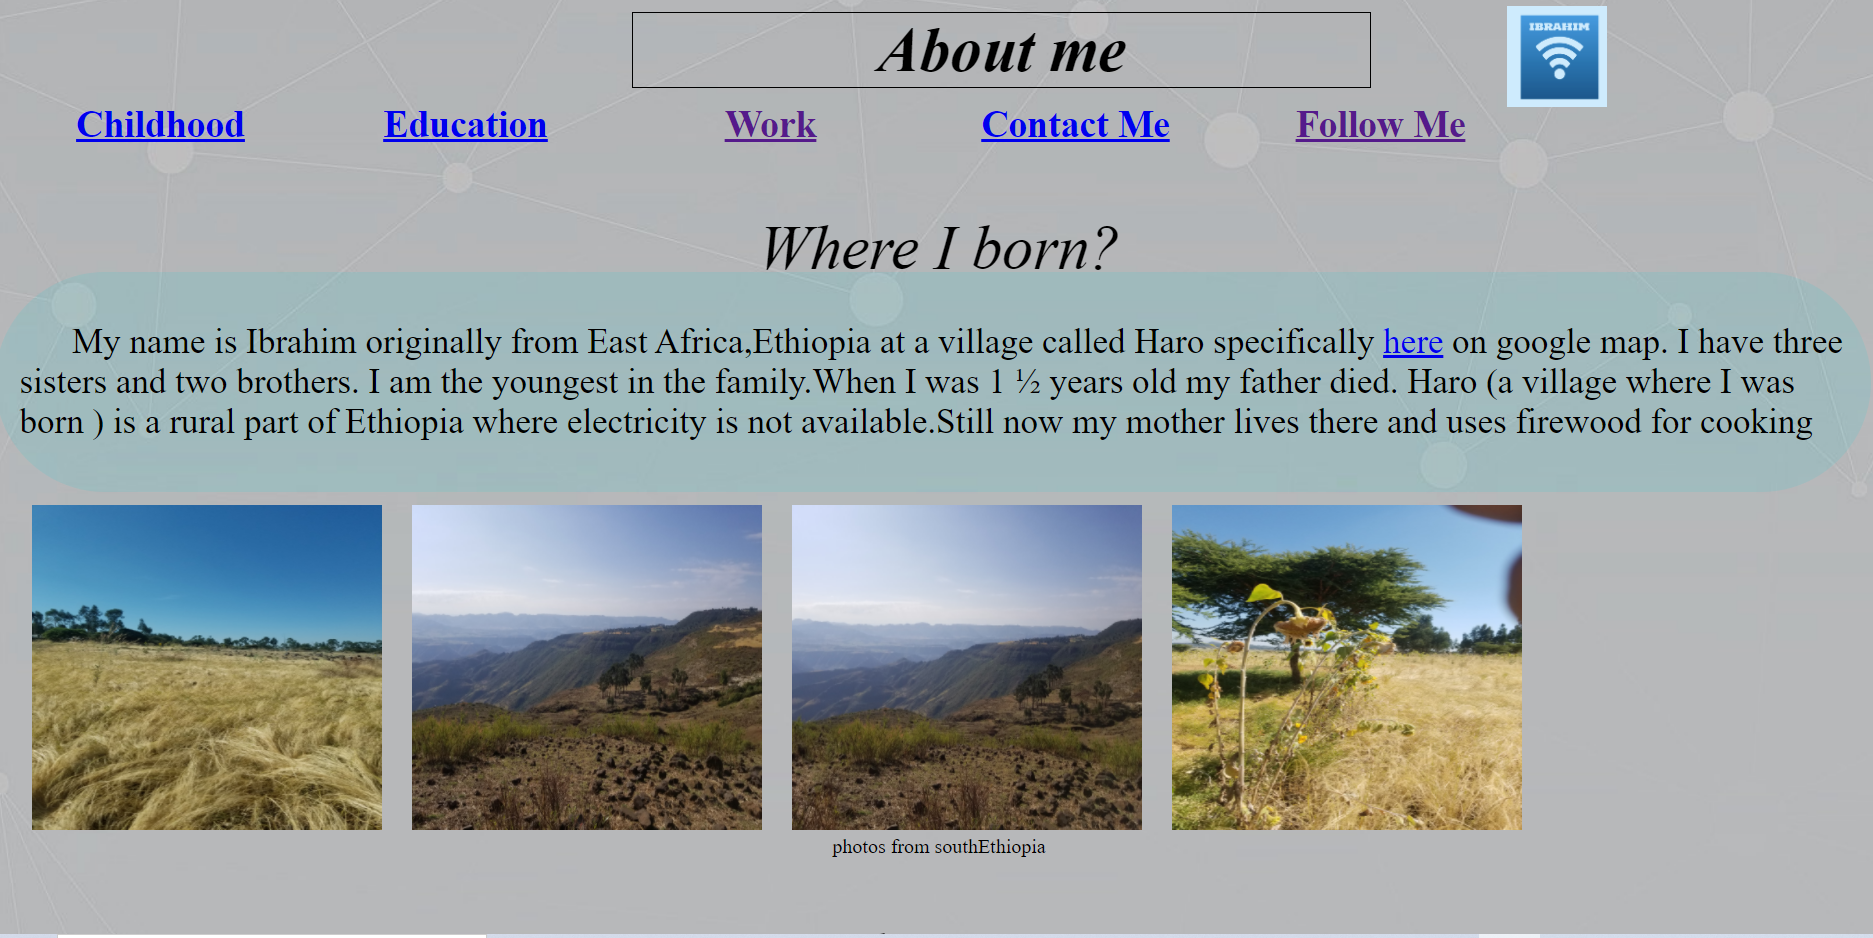 About me
IBRAHIM
Childhood Education Work Contact Me Follow Me
Where I born?
My name is Ibrahim originally from East Africa,Ethiopia at a village called Haro specifically here on google map. I have three
sisters and two brothers. I am the youngest in the family.When I was 1 ½ years old my father died. Haro (a village where I was
born ) is a rural part of Ethiopia where electricity is not available.Still now my mother lives there and uses firewood for cooking
photos from southEthiopia